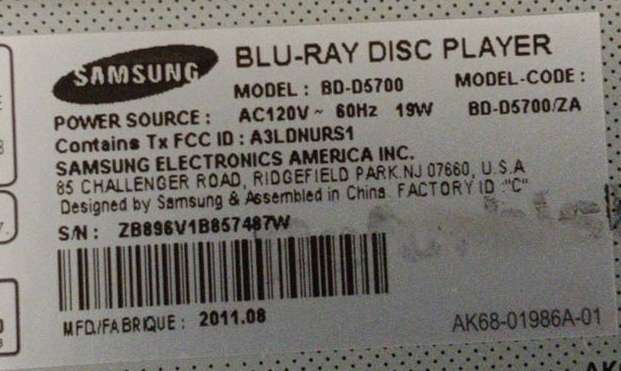 SAMSUNG
BLU-RAY DISC PLAYER
MODEL : BD-D5700
MODEL-CODE :
POWER SOURCE : AC120V ~ 60Hz 19W
BD-D5700/ZA
Contains Tx FCC ID : A3LDNURS1
SAMSUNG ELECTRONICS AMERICA INC.
85 CHALLENGER ROAD, RIDGEFIELD PARK.NJ 07660, U.S.A
Designed by Samsung & Assembled in China. FACTORY ID :"C"
S/N : ZB896V1B857487W
MFD/FABRIQUE : 2011.08
AK68-01986A-01